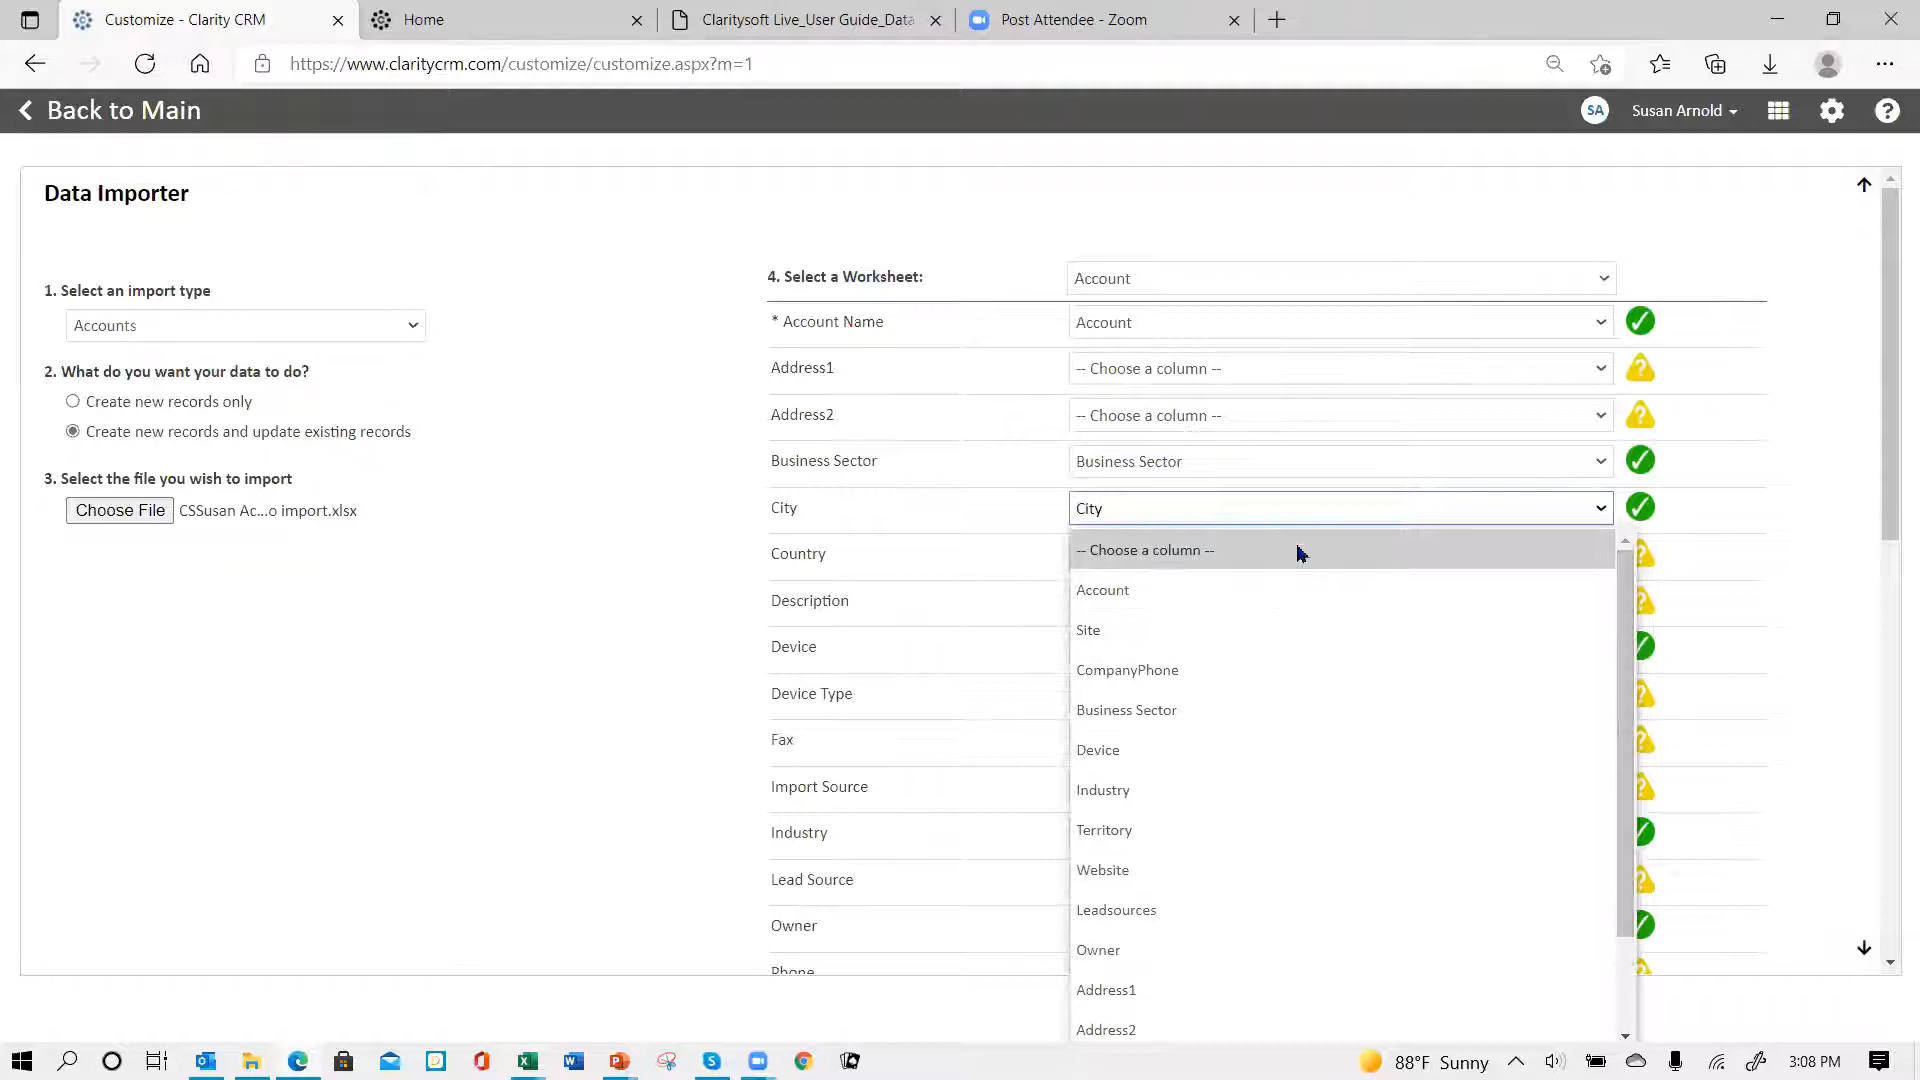 Customize - Clarity CRM
Home
Claritysoft Live_User Guide_Data
Post Attendee - Zoom
https://www.claritycrm.com/customize/customize.aspx?m=1
Back to Main
SA
Susan Arnold
Data Importer
1. Select an import type
Accounts
2. What do you want your data to do?
Create new records only
Create new records and update existing records
3. Select the file you wish to import
Choose File CSSusan Ac...o import.xlsx
4. Select a Worksheet: Account
* Account Name Account
Address1 -- Choose a column --
Address2 -- Choose a column --
Business Sector Business Sector
City City
Country
Description
Device
Device Type
Fax
Import Source
Industry
Lead Source
Owner
Phone
-- Choose a column --
Account
Site
CompanyPhone
Business Sector
Device
Industry
Territory
Website
Leadsources
Owner
Address1
Address2
88°F Sunny
3:08 PM